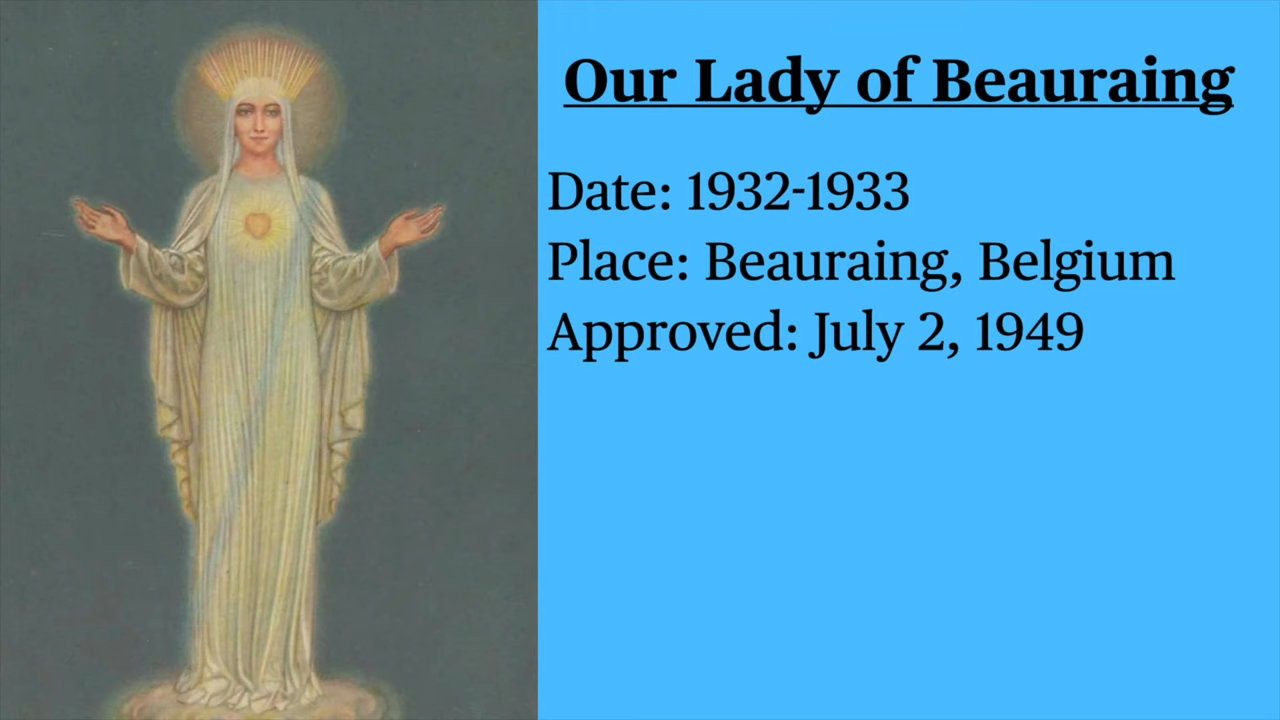 Our Lady of Beauraing
Date: 1932-1933
Place: Beauraing, Belgium
Approved: July 2, 1949